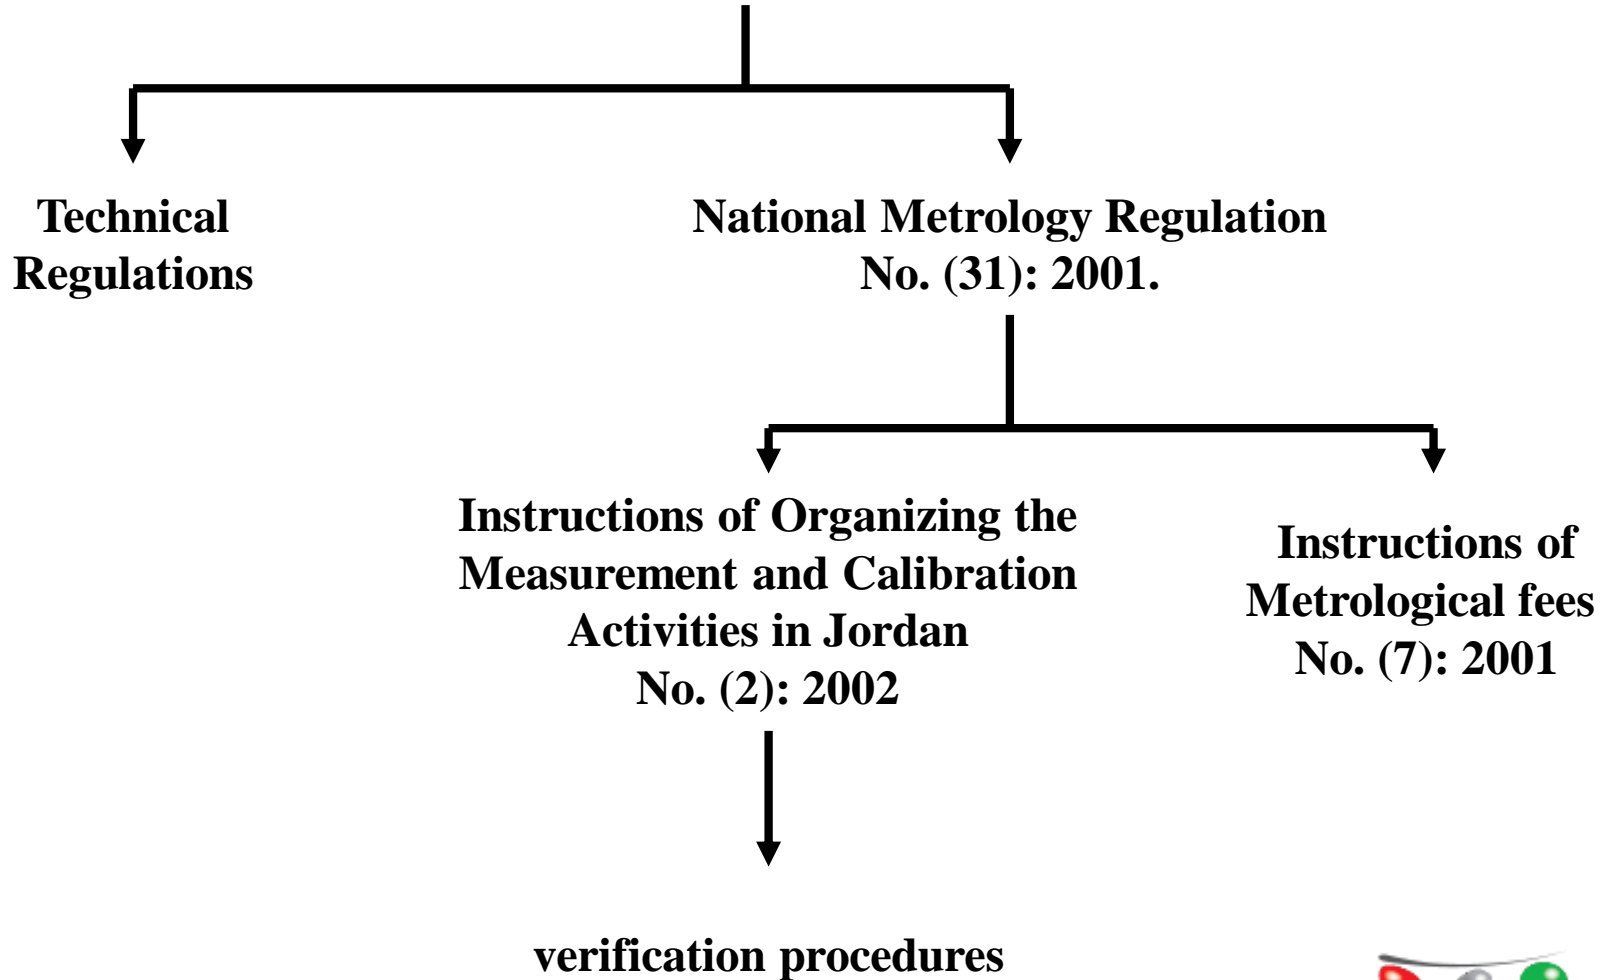 Technical
Regulations
National Metrology Regulation
No. (31): 2001.
Instructions of Organizing the
Measurement and Calibration
Activities in Jordan
No. (2): 2002
Instructions of
Metrological fees
No. (7): 2001
verification procedures